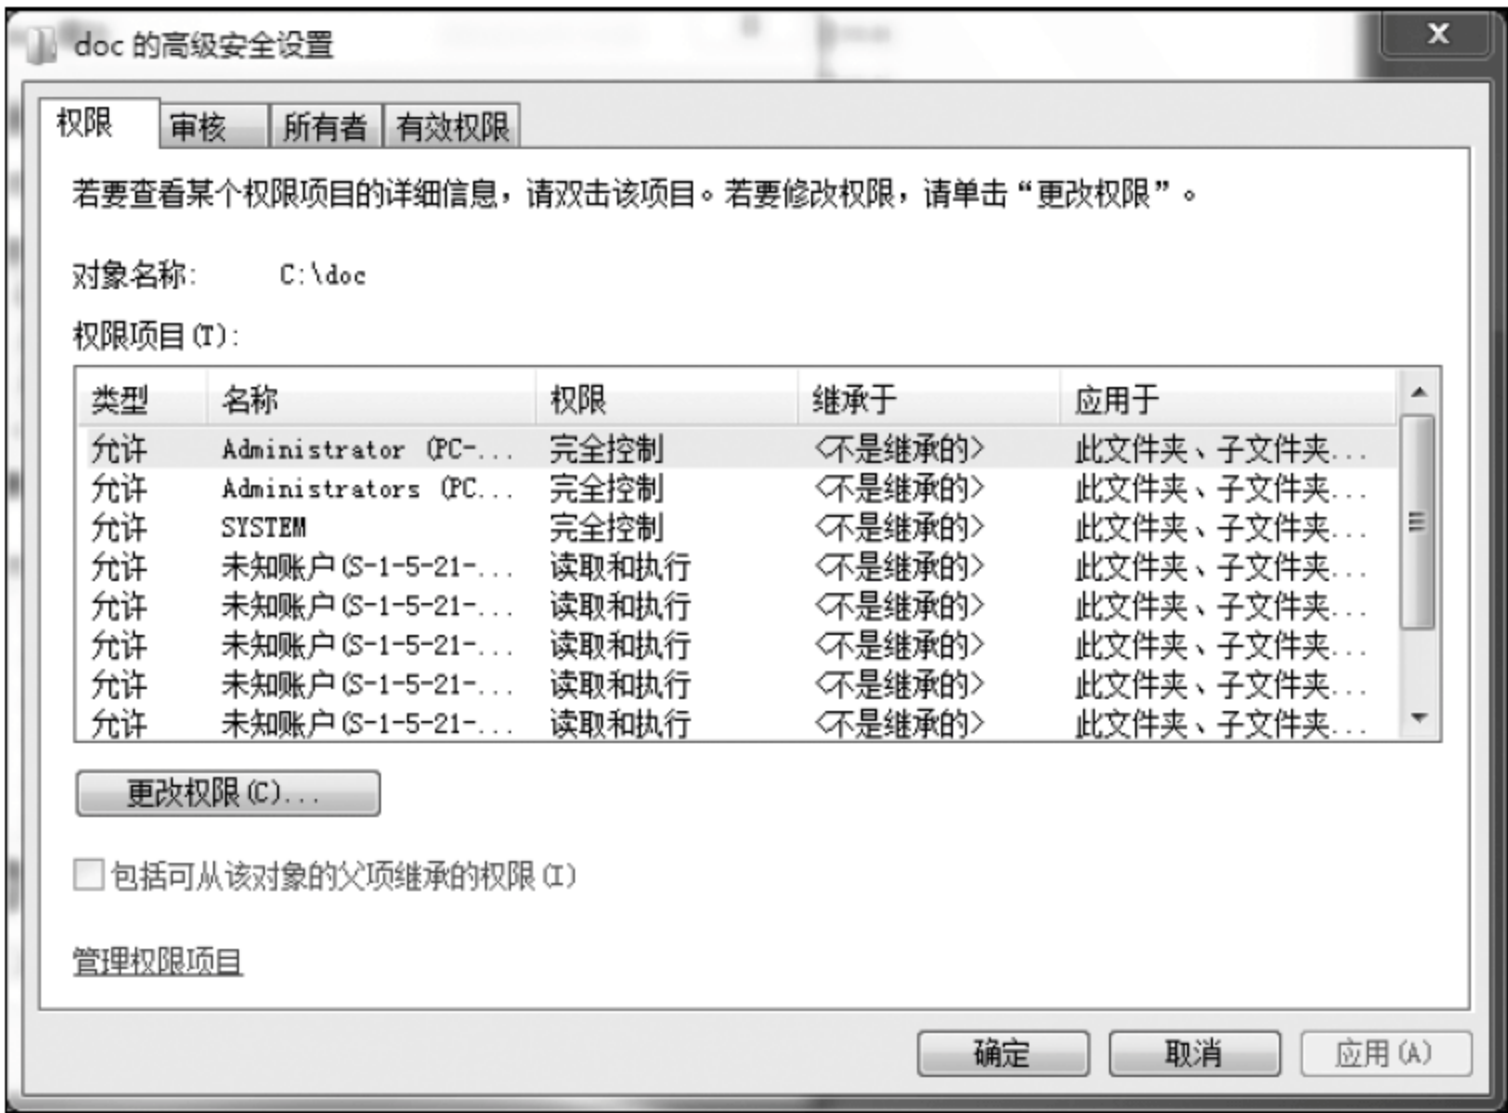 doc 的高级安全设置
权限 审核 所有者 有效权限
若要查看某个权限项目的详细信息，请双击该项目。若要修改权限，请单击“更改权限”。
对象名称: C:\doc
权限项目(T):
类型 名称 权限 继承于 应用于
允许 Administrator (PC-... 完全控制 <不是继承的> 此文件夹、子文件夹...
允许 Administrators (PC... 完全控制 <不是继承的> 此文件夹、子文件夹...
允许 SYSTEM 完全控制 <不是继承的> 此文件夹、子文件夹...
允许 未知账户(S-1-5-21-... 读取和执行 <不是继承的> 此文件夹、子文件夹...
允许 未知账户(S-1-5-21-... 读取和执行 <不是继承的> 此文件夹、子文件夹...
允许 未知账户(S-1-5-21-... 读取和执行 <不是继承的> 此文件夹、子文件夹...
允许 未知账户(S-1-5-21-... 读取和执行 <不是继承的> 此文件夹、子文件夹...
允许 未知账户(S-1-5-21-... 读取和执行 <不是继承的> 此文件夹、子文件夹...
更改权限(C)...
包括可从该对象的父项继承的权限(I)
管理权限项目
确定 取消 应用(A)